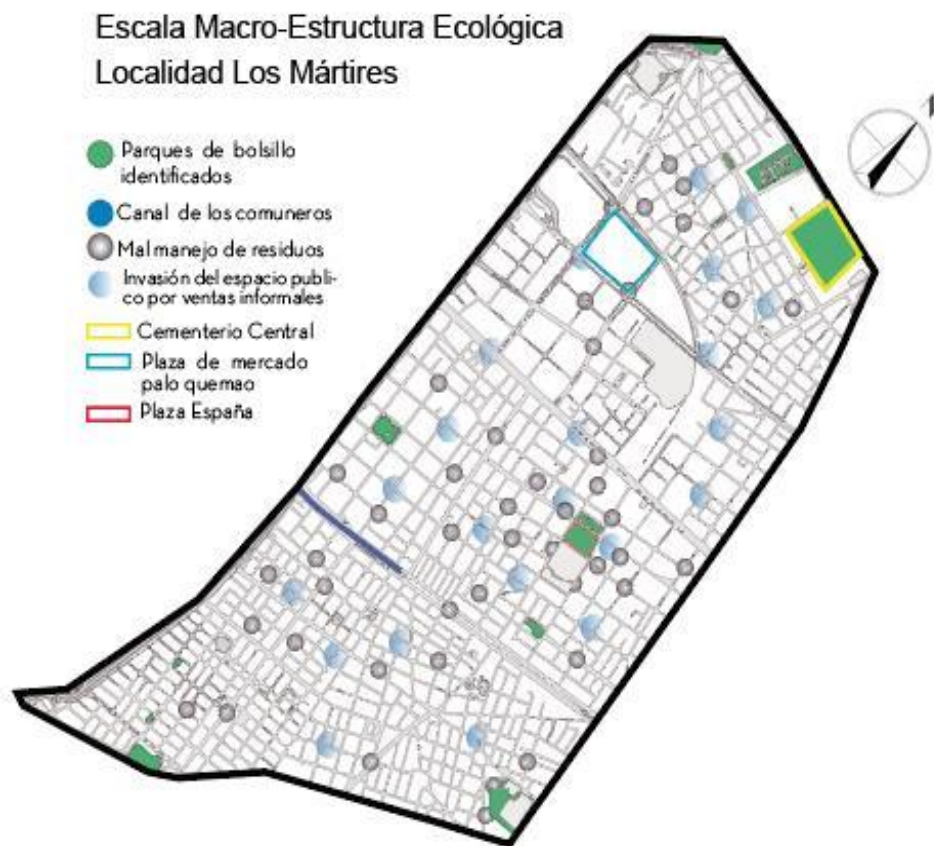 Escala Macro-Estructura Ecológica
Localidad Los Mártires
Parques de bolsillo
identificados
Canal de los comuneros
Mal manejo de residuos
Invasión del espacio publi-
co por ventas informales
Cementerio Central
Plaza de mercado
palo quemao
Plaza España